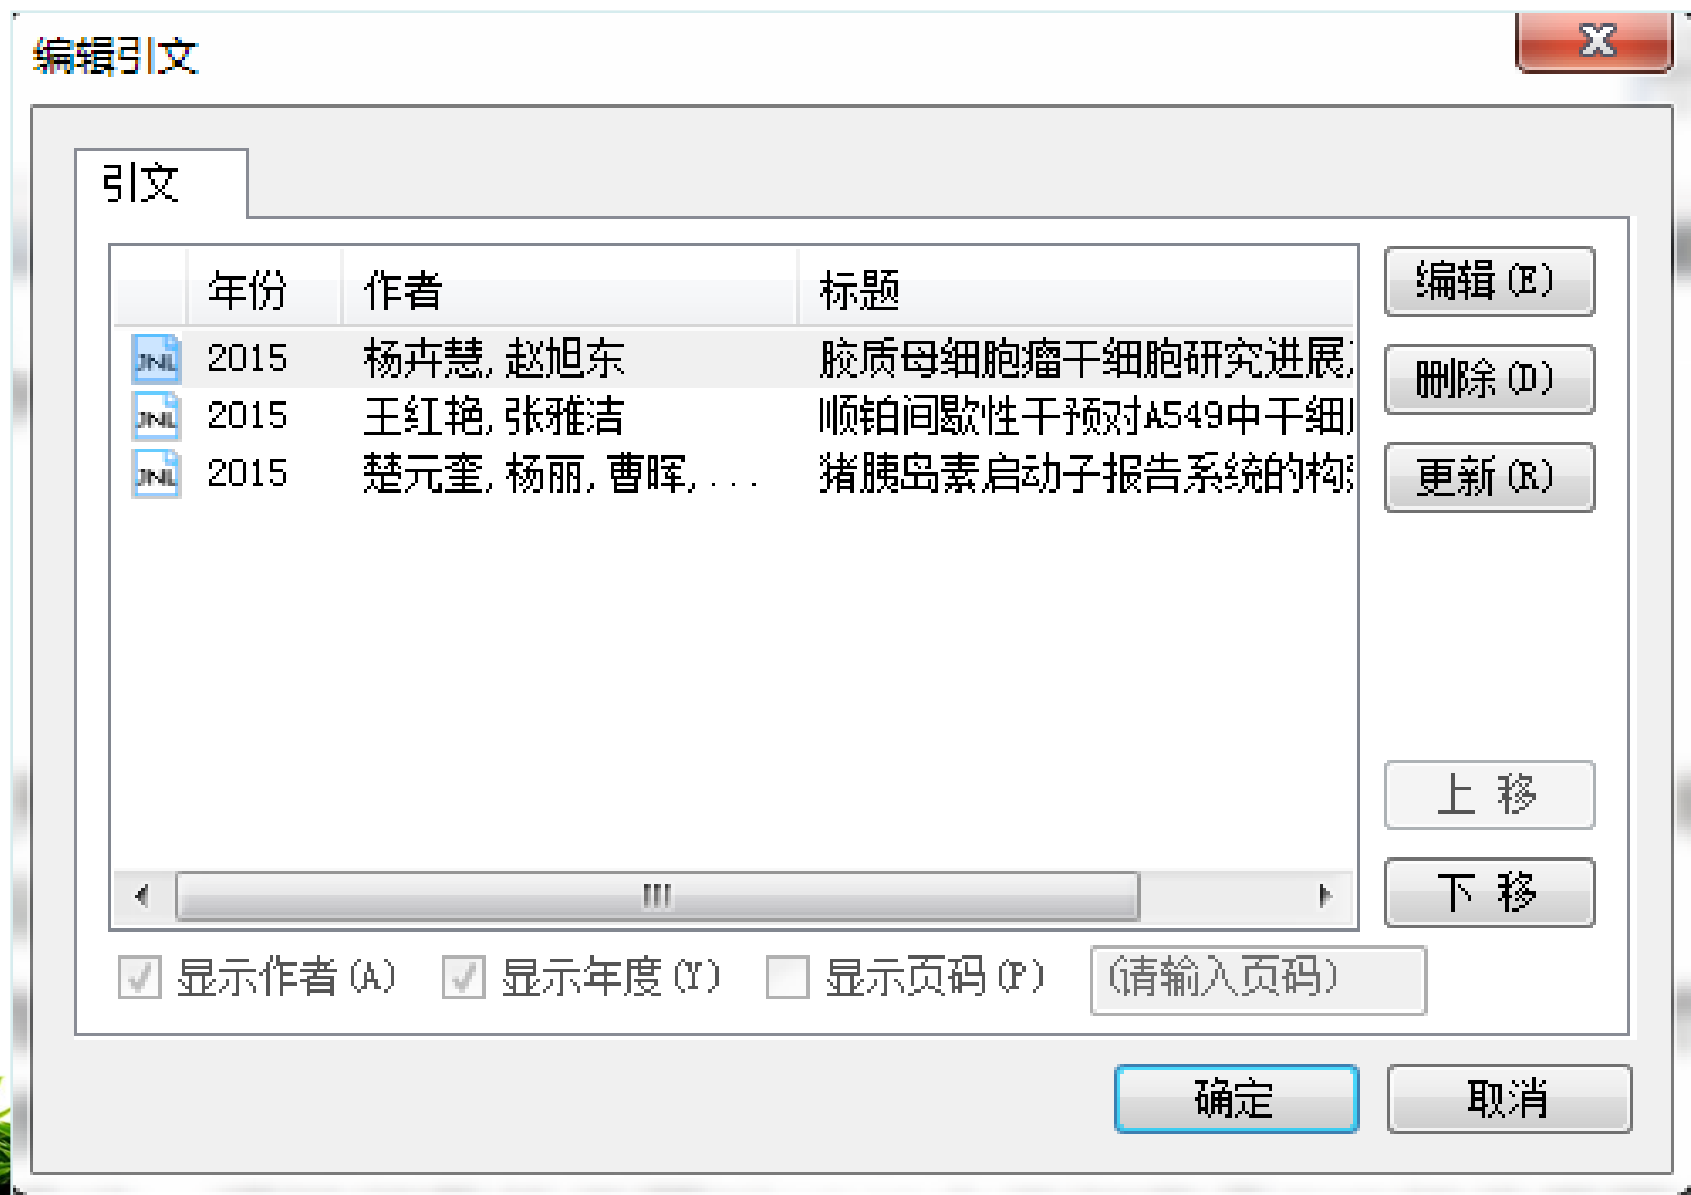 编辑引文
引文
年份 作者 标题
JNL 2015 杨卉慧,赵旭东 胶质母细胞瘤干细胞研究进展
JNL 2015 王红艳,张雅洁 顺铂间歇性干预对A549中干细
JNL 2015 楚元奎,杨丽,曹晖,... 猪胰岛素启动子报告系统的构
编辑(E)
删除(D)
更新(R)
上 移
下 移
显示作者(A) 显示年度(Y) 显示页码(P) (请输入页码)
确定 取消